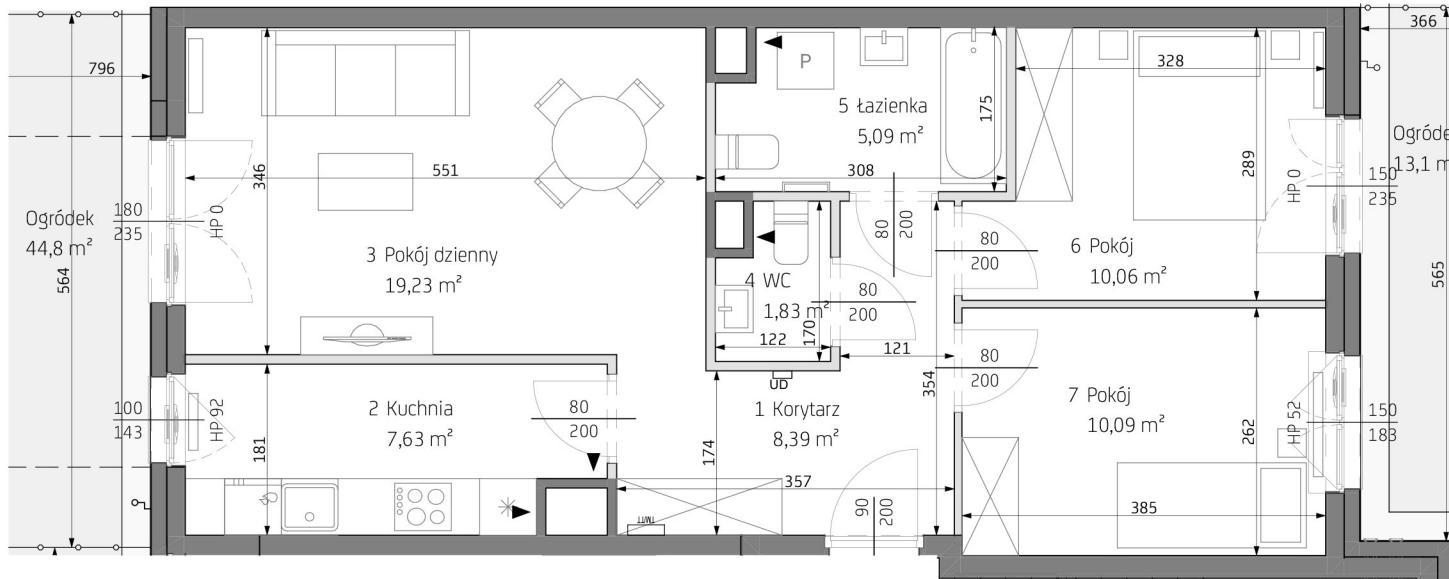 796
Ogródek
44,8 m²
564
180
235
HP 0
100
143
HP 92
346
551
3 Pokój dzienny
19,23 m²
181
2 Kuchnia
7,63 m²
80
200
P
5 Łazienka
5,09 m²
175
308
80
200
4 WC
1,83 m²
122
170
80
200
121
UD
1 Korytarz
8,39 m²
174
354
357
TM/TT
90
200
328
289
80
200
6 Pokój
10,06 m²
HP 0
80
200
7 Pokój
10,09 m²
262
385
HP 52
366
Ogróde
13,1 m
150
235
565
150
183